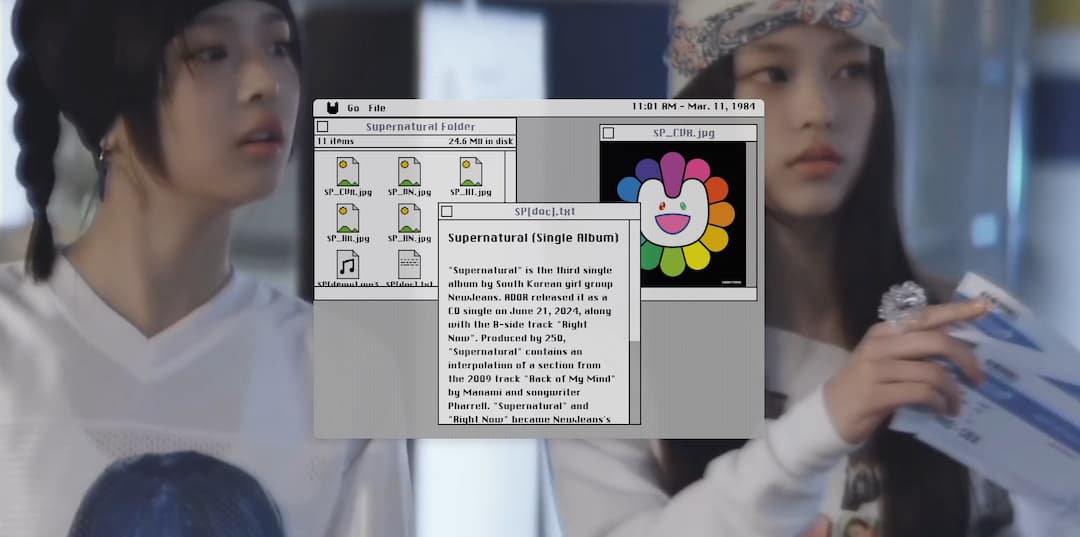 Go File
11:01 AM - Mar. 11, 1984
Supernatural Folder
11 items 24.6 MB in disk
SP_CVR.jpg
SP_CVR.jpg SP_DN.jpg SP_HI.jpg
SP_HR.jpg SP_HN.jpg
SP[demo].mp3 SP[doc].txt
SP[doc].txt
Supernatural (Single Album)
"Supernatural" is the third single
album by South Korean girl group
NewJeans. ADOR released it as a
CD single on June 21, 2024, along
with the B-side track "Right
Now". Produced by 250,
"Supernatural" contains an
interpolation of a section from
the 2009 track "Back of My Mind"
by Manami and songwriter
Pharrell. "Supernatural" and
"Right Now" became NewJeans's